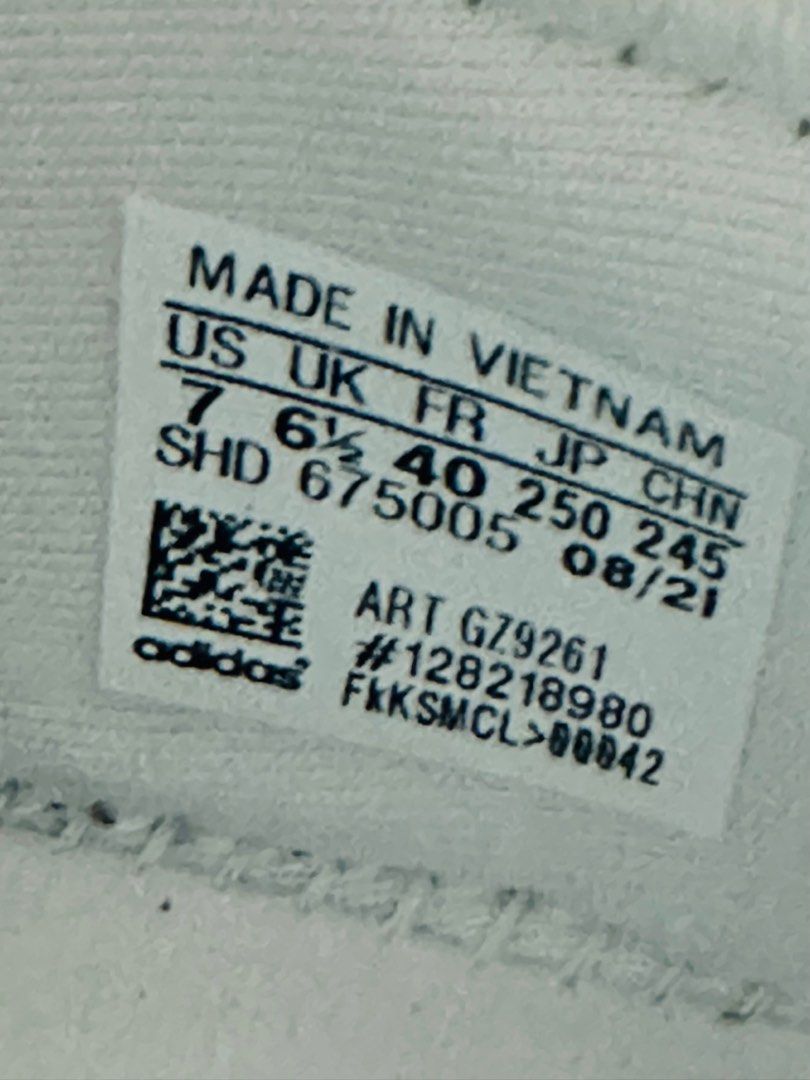 MADE IN VIETNAM
US UK FR JP CHN
7 6½ 40 250 245
SHD 675005 08/21
ART GZ9261
#128218980
FkKSMCL>00042
adidas